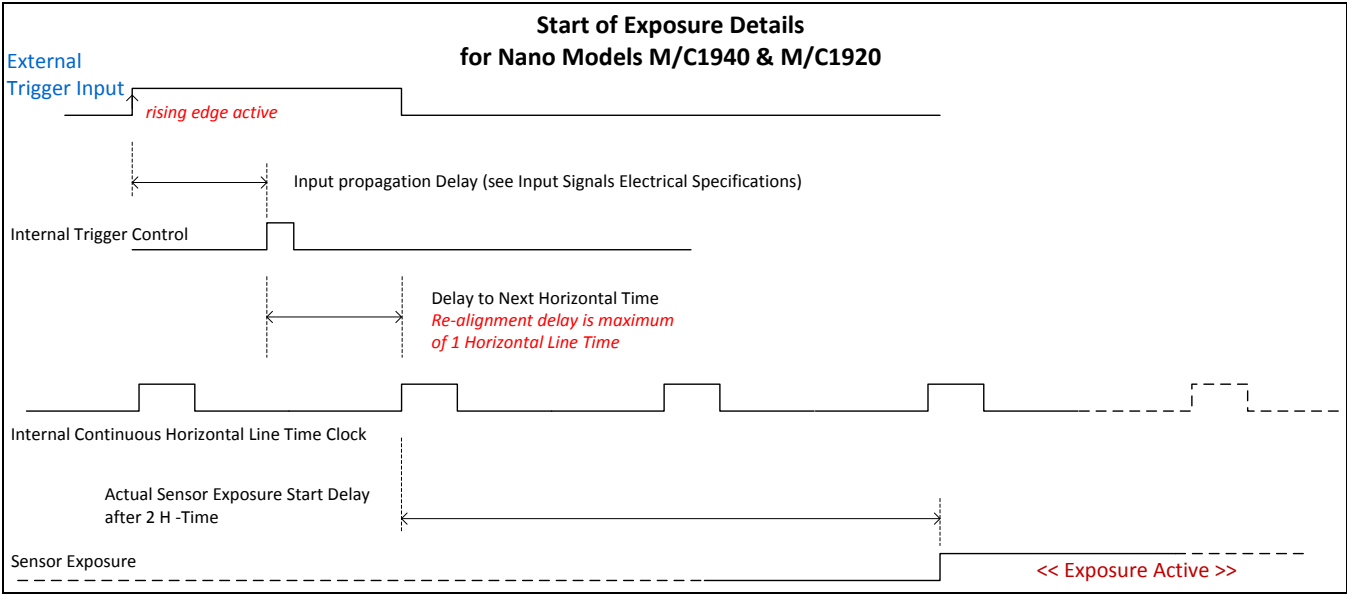 Start of Exposure Details
for Nano Models M/C1940 & M/C1920
External
Trigger Input
rising edge active
Input propagation Delay (see Input Signals Electrical Specifications)
Internal Trigger Control
Delay to Next Horizontal Time
Re-alignment delay is maximum
of 1 Horizontal Line Time
Internal Continuous Horizontal Line Time Clock
Actual Sensor Exposure Start Delay
after 2 H -Time
Sensor Exposure
<< Exposure Active >>